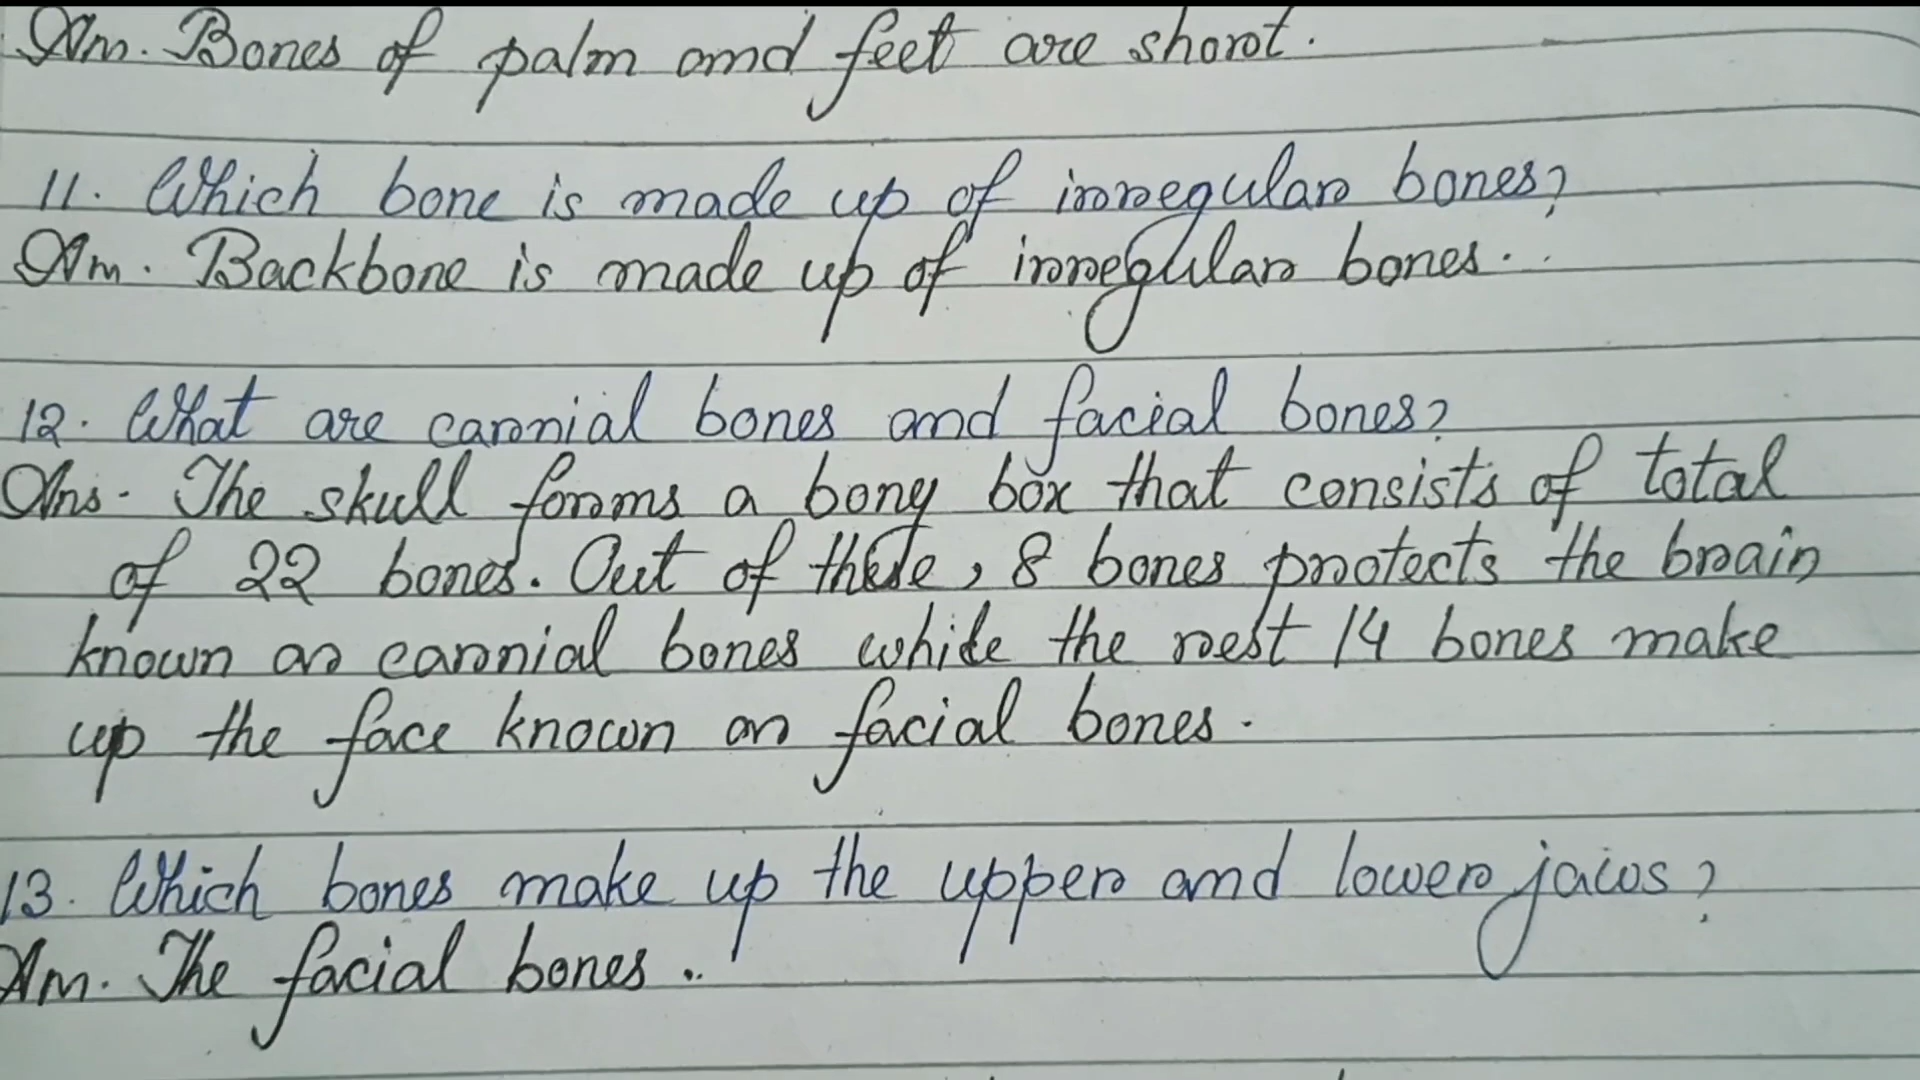 Ans. Bones of palm and feet are short.
11. Which bone is made up of irregular bones?
Ans. Backbone is made up of irregular bones.
12. What are carnial bones and facial bones?
Ans. The skull forms a bony box that consists of total
of 22 bones. Out of these, 8 bones protects the brain
known as carnial bones while the rest 14 bones make
up the face known as facial bones.
13. Which bones make up the upper and lower jaws?
Ans. The facial bones.